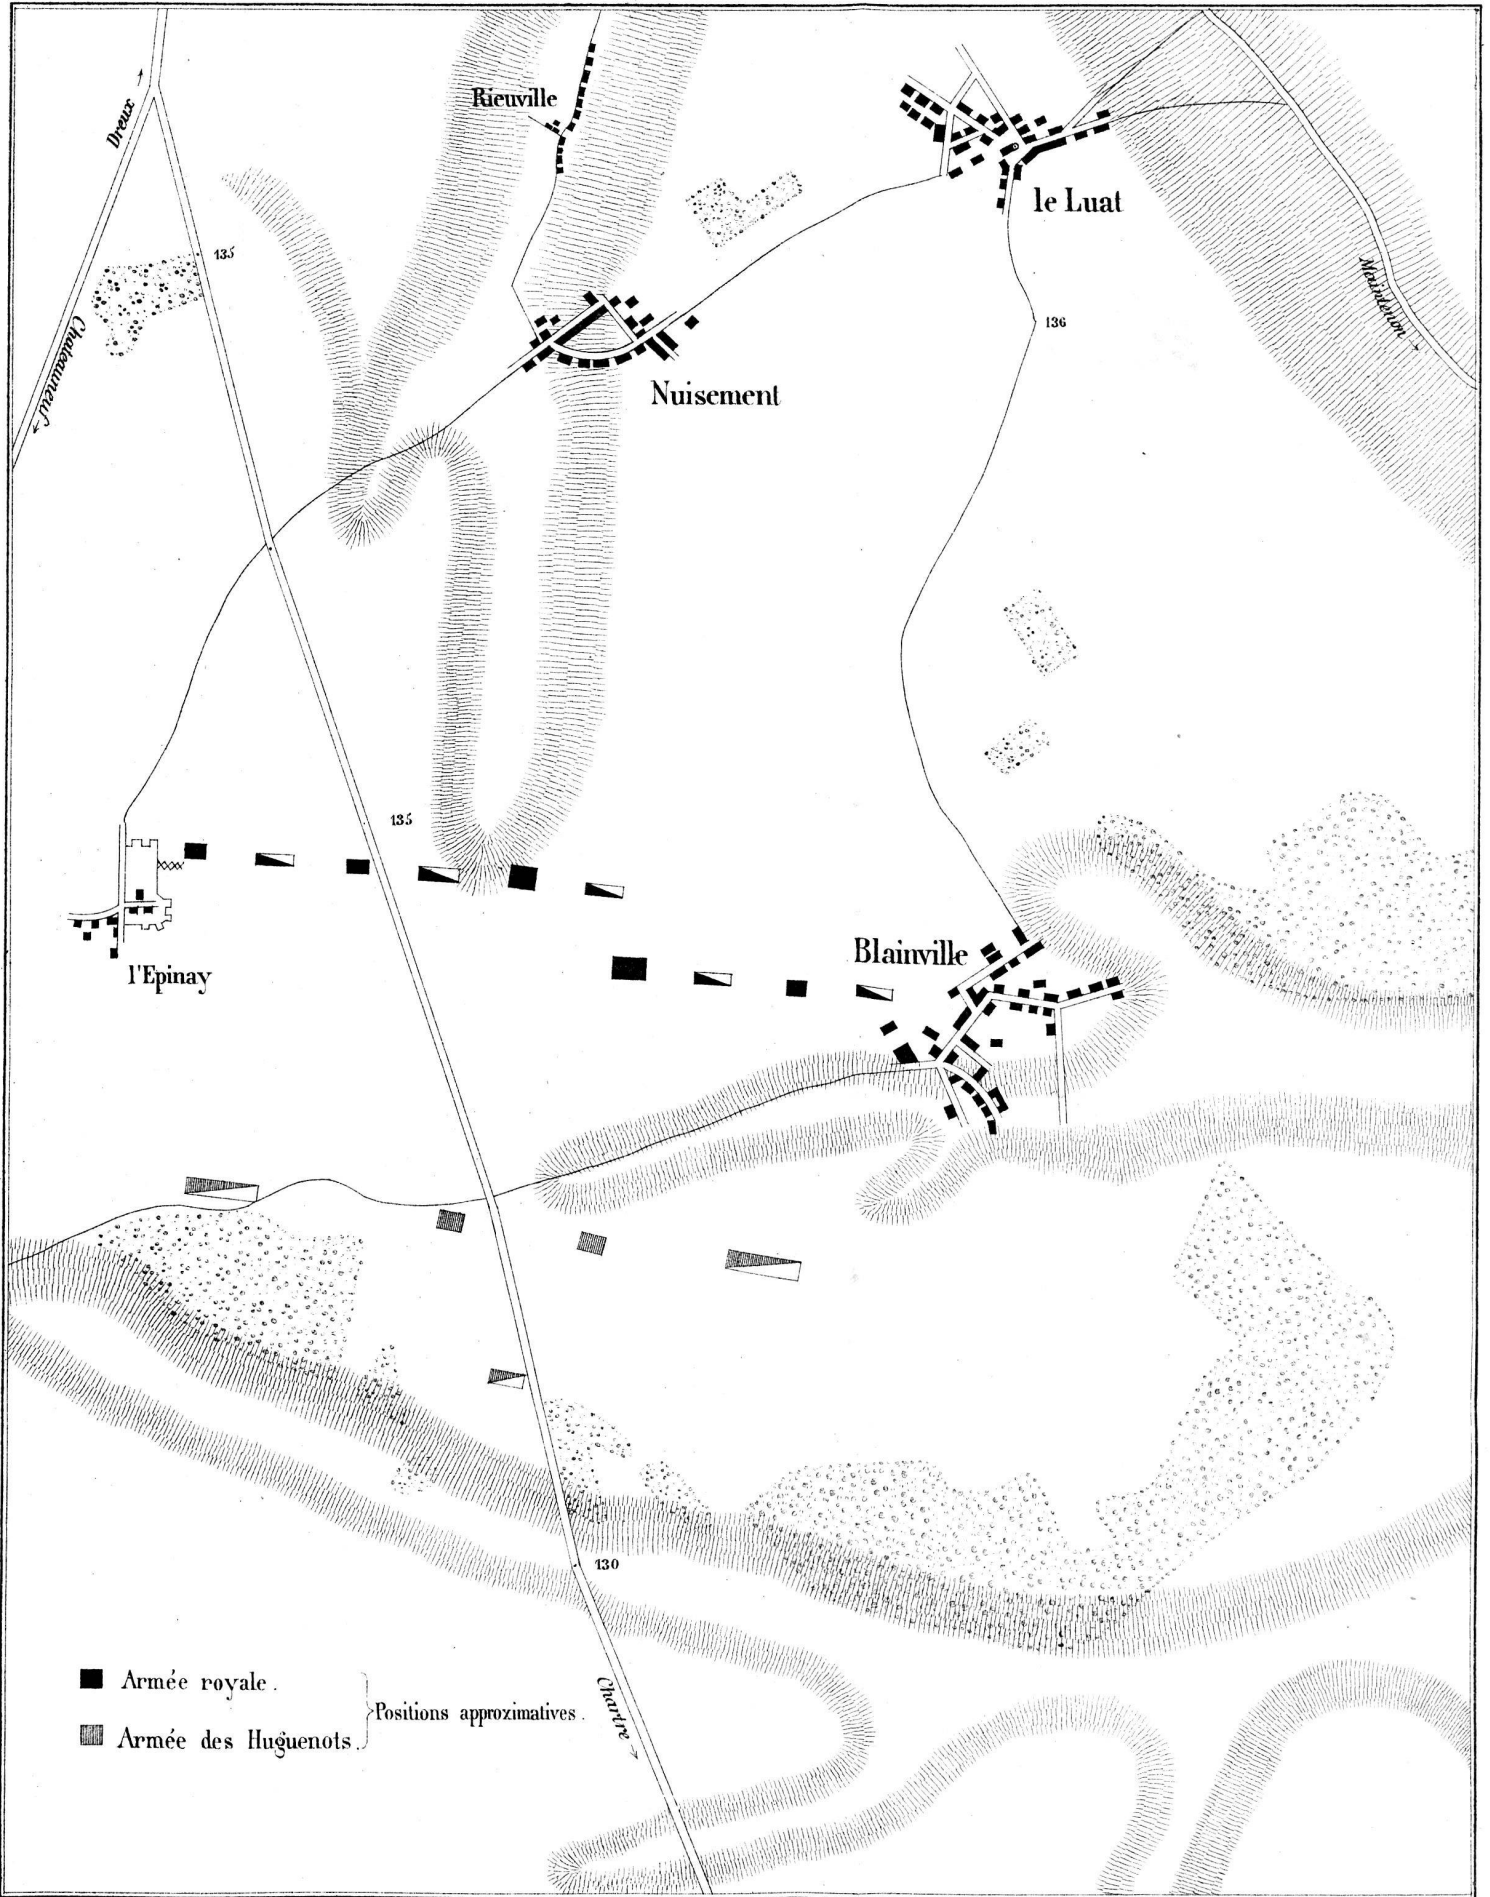 Dreux
Rieuville
le Luat
135
Maintenon
Chateauneuf
136
Nuisement
135
Blainville
l'Epinay
130
Armée royale.
Positions approximatives.
Armée des Huguenots.
Chartre